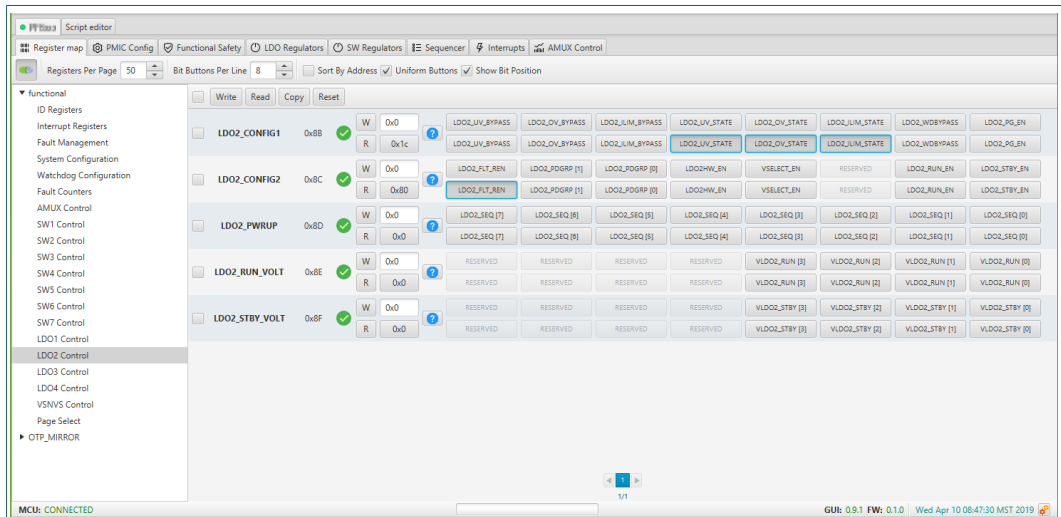 Script editor
Register map PMIC Config Functional Safety LDO Regulators SW Regulators Sequencer Interrupts AMUX Control
Registers Per Page 50 Bit Buttons Per Line 8 Sort By Address Uniform Buttons Show Bit Position
functional
ID Registers
Interrupt Registers
Fault Management
System Configuration
Watchdog Configuration
Fault Counters
AMUX Control
SW1 Control
SW2 Control
SW3 Control
SW4 Control
SW5 Control
SW6 Control
SW7 Control
LDO1 Control
LDO2 Control
LDO3 Control
LDO4 Control
VSNVS Control
Page Select
OTP_MIRROR
Write Read Copy Reset
LDO2_CONFIG1 0x8B
W 0x0 LDO2_UV_BYPASS LDO2_OV_BYPASS LDO2_ILIM_BYPASS LDO2_UV_STATE LDO2_OV_STATE LDO2_ILIM_STATE LDO2_WDBYPASS LDO2_PG_EN
R 0x1c LDO2_UV_BYPASS LDO2_OV_BYPASS LDO2_ILIM_BYPASS LDO2_UV_STATE LDO2_OV_STATE LDO2_ILIM_STATE LDO2_WDBYPASS LDO2_PG_EN
LDO2_CONFIG2 0x8C
W 0x0 LDO2_FLT_REN LDO2_PDGRP [1] LDO2_PDGRP [0] LDO2HW_EN VSELECT_EN RESERVED LDO2_RUN_EN LDO2_STBY_EN
R 0x80 LDO2_FLT_REN LDO2_PDGRP [1] LDO2_PDGRP [0] LDO2HW_EN VSELECT_EN RESERVED LDO2_RUN_EN LDO2_STBY_EN
LDO2_PWRUP 0x8D
W 0x0 LDO2_SEQ [7] LDO2_SEQ [6] LDO2_SEQ [5] LDO2_SEQ [4] LDO2_SEQ [3] LDO2_SEQ [2] LDO2_SEQ [1] LDO2_SEQ [0]
R 0x0 LDO2_SEQ [7] LDO2_SEQ [6] LDO2_SEQ [5] LDO2_SEQ [4] LDO2_SEQ [3] LDO2_SEQ [2] LDO2_SEQ [1] LDO2_SEQ [0]
LDO2_RUN_VOLT 0x8E
W 0x0 RESERVED RESERVED RESERVED RESERVED VLDO2_RUN [3] VLDO2_RUN [2] VLDO2_RUN [1] VLDO2_RUN [0]
R 0x0 RESERVED RESERVED RESERVED RESERVED VLDO2_RUN [3] VLDO2_RUN [2] VLDO2_RUN [1] VLDO2_RUN [0]
LDO2_STBY_VOLT 0x8F
W 0x0 RESERVED RESERVED RESERVED RESERVED VLDO2_STBY [3] VLDO2_STBY [2] VLDO2_STBY [1] VLDO2_STBY [0]
R 0x0 RESERVED RESERVED RESERVED RESERVED VLDO2_STBY [3] VLDO2_STBY [2] VLDO2_STBY [1] VLDO2_STBY [0]
1
1/1
MCU: CONNECTED GUI: 0.9.1 FW: 0.1.0 Wed Apr 10 08:47:30 MST 2019